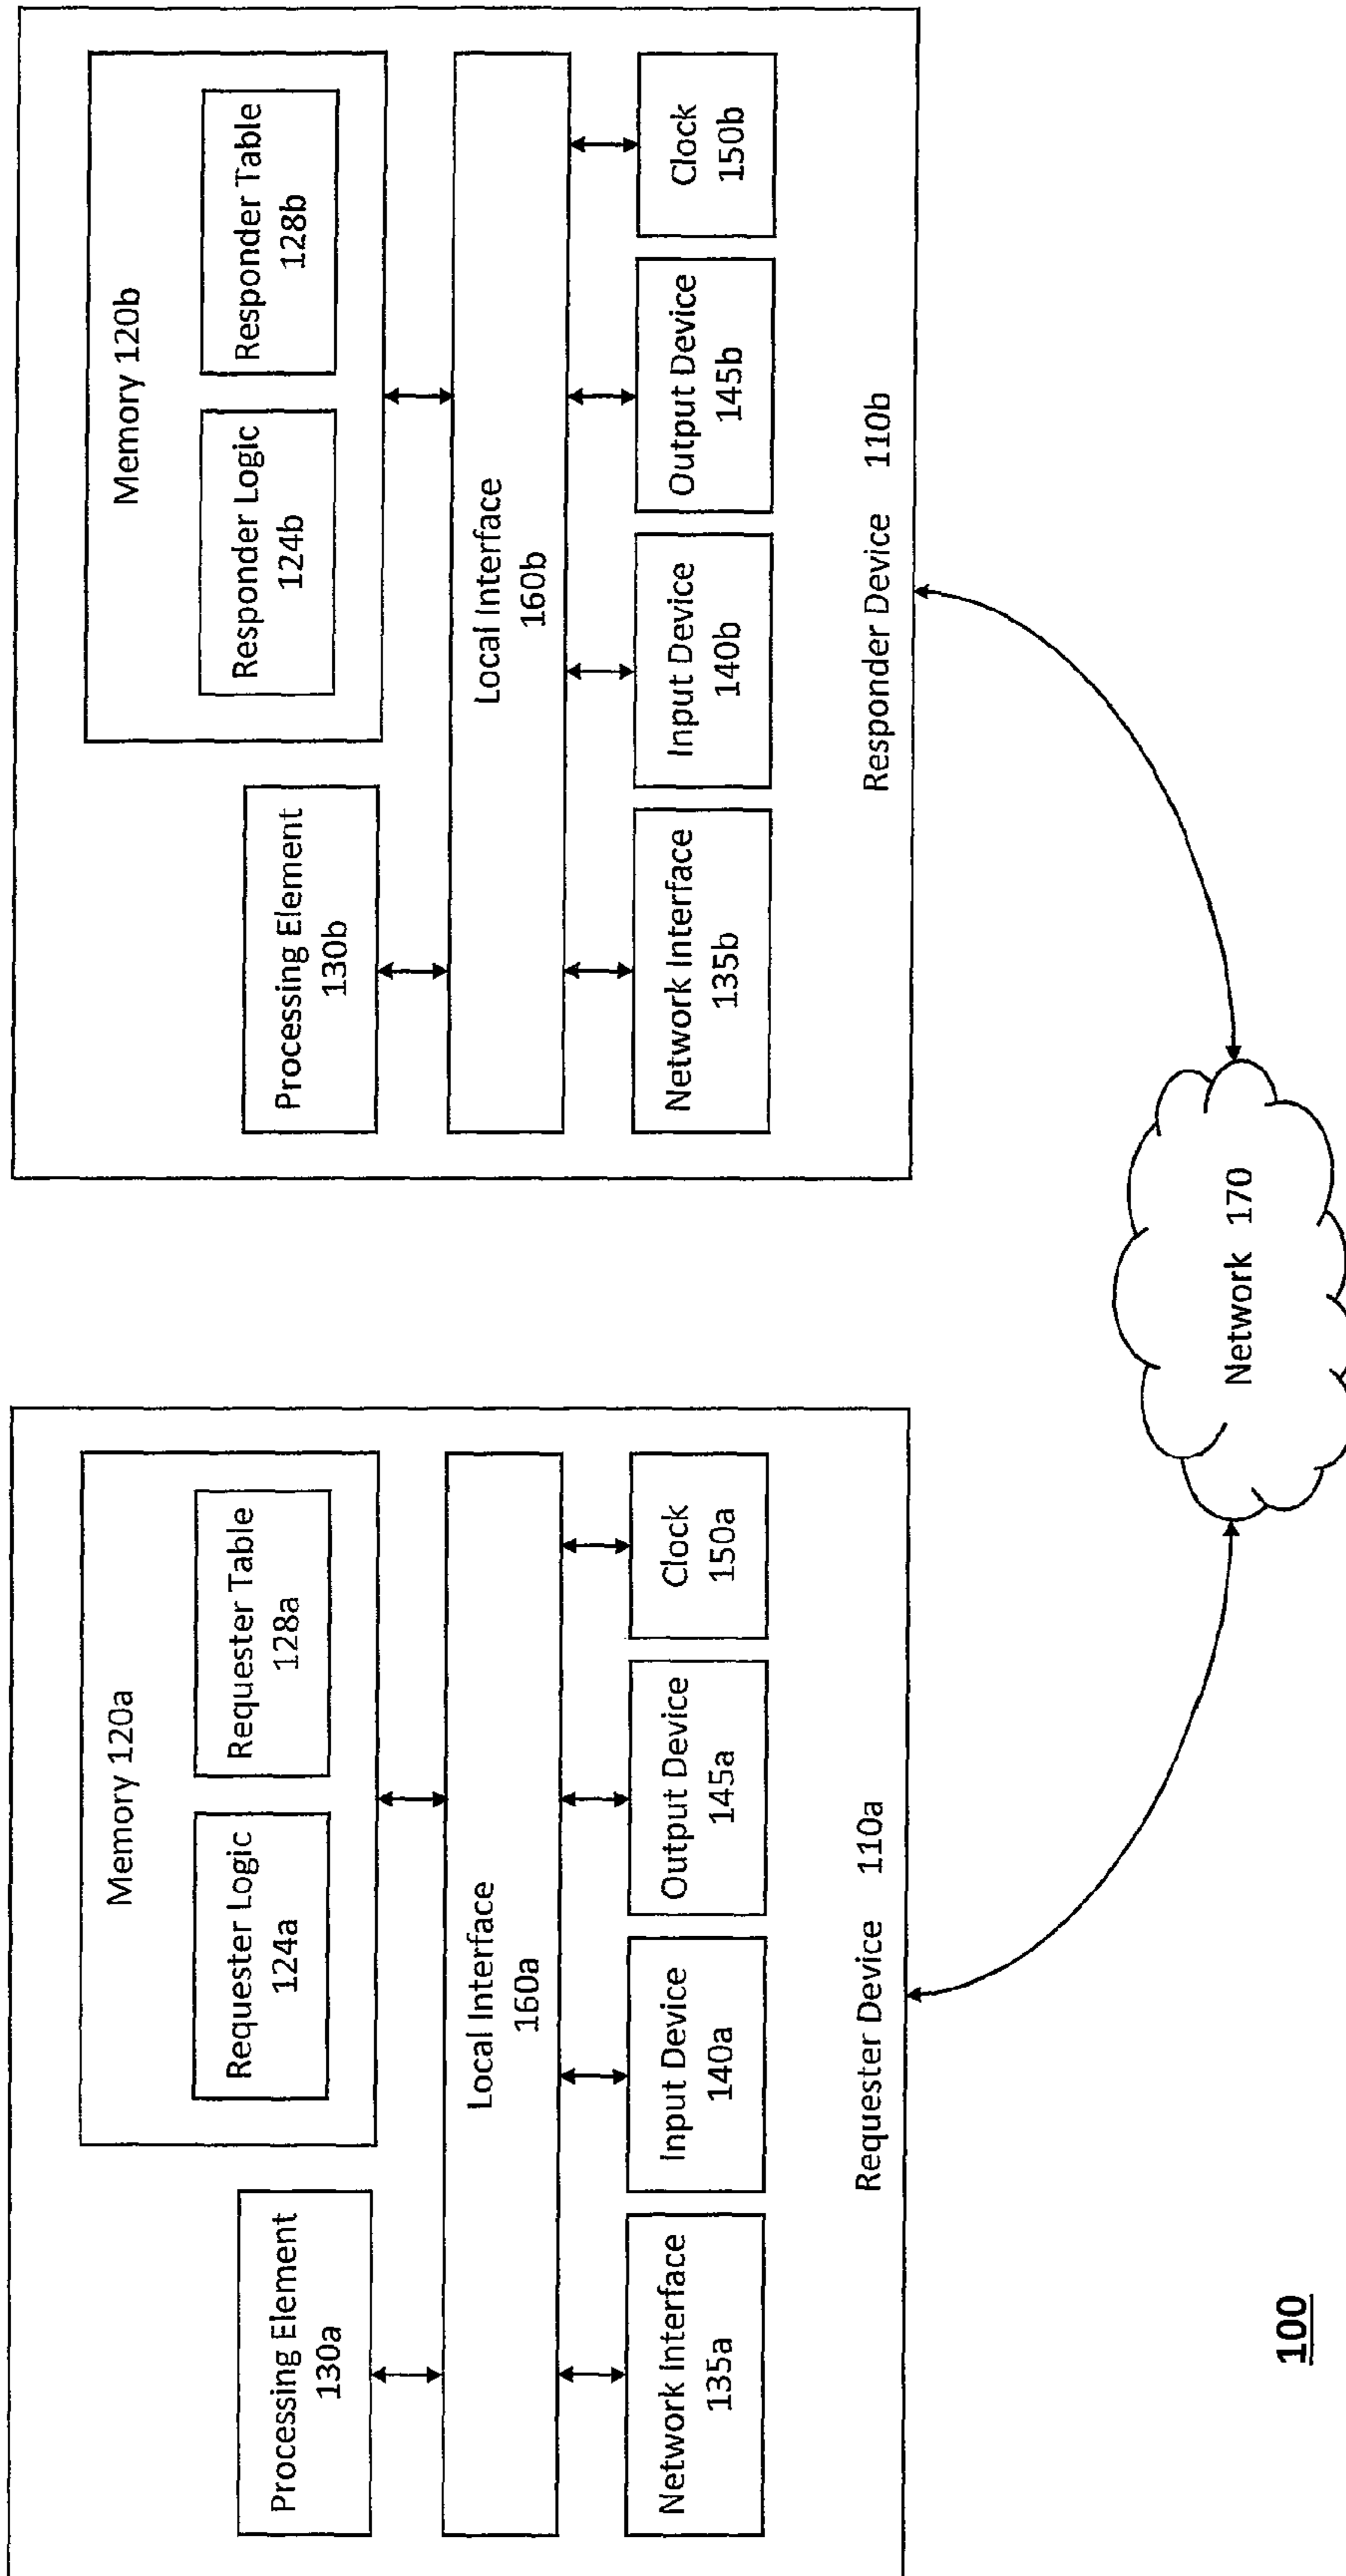 Memory 120a
Requester Logic
124a
Requester Table
128a
Processing Element
130a
Local Interface
160a
Network Interface
135a
Input Device
140a
Output Device
145a
Clock
150a
Requester Device 110a
Memory 120b
Responder Logic
124b
Responder Table
128b
Processing Element
130b
Local Interface
160b
Network Interface
135b
Input Device
140b
Output Device
145b
Clock
150b
Responder Device 110b
Network 170
100